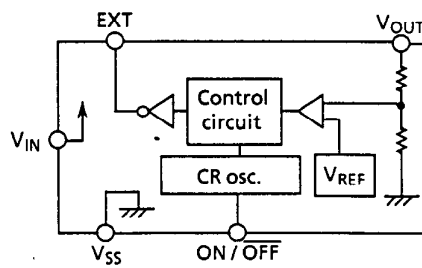 EXT
VOUT
Control
circuit
VIN
CR osc.
VREF
VSS
ON / OFF